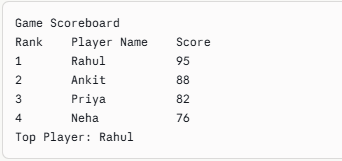 Game Scoreboard
Rank    Player Name    Score
1       Rahul          95
2       Ankit          88
3       Priya          82
4       Neha           76
Top Player: Rahul